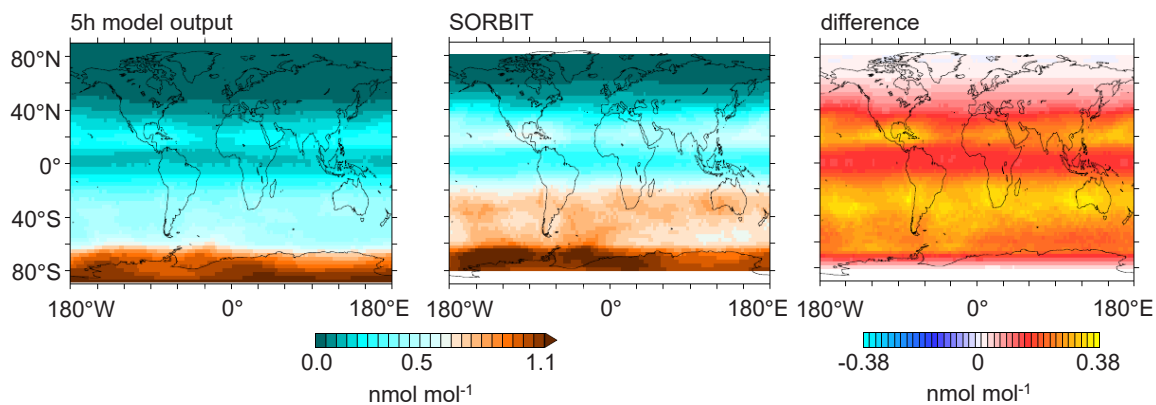 5h model output
SORBIT
difference
80°N
40°N
0°
40°S
80°S
180°W 0° 180°E
180°W 0° 180°E
180°W 0° 180°E
0.0 0.5 1.1
nmol mol-1
-0.38 0 0.38
nmol mol-1